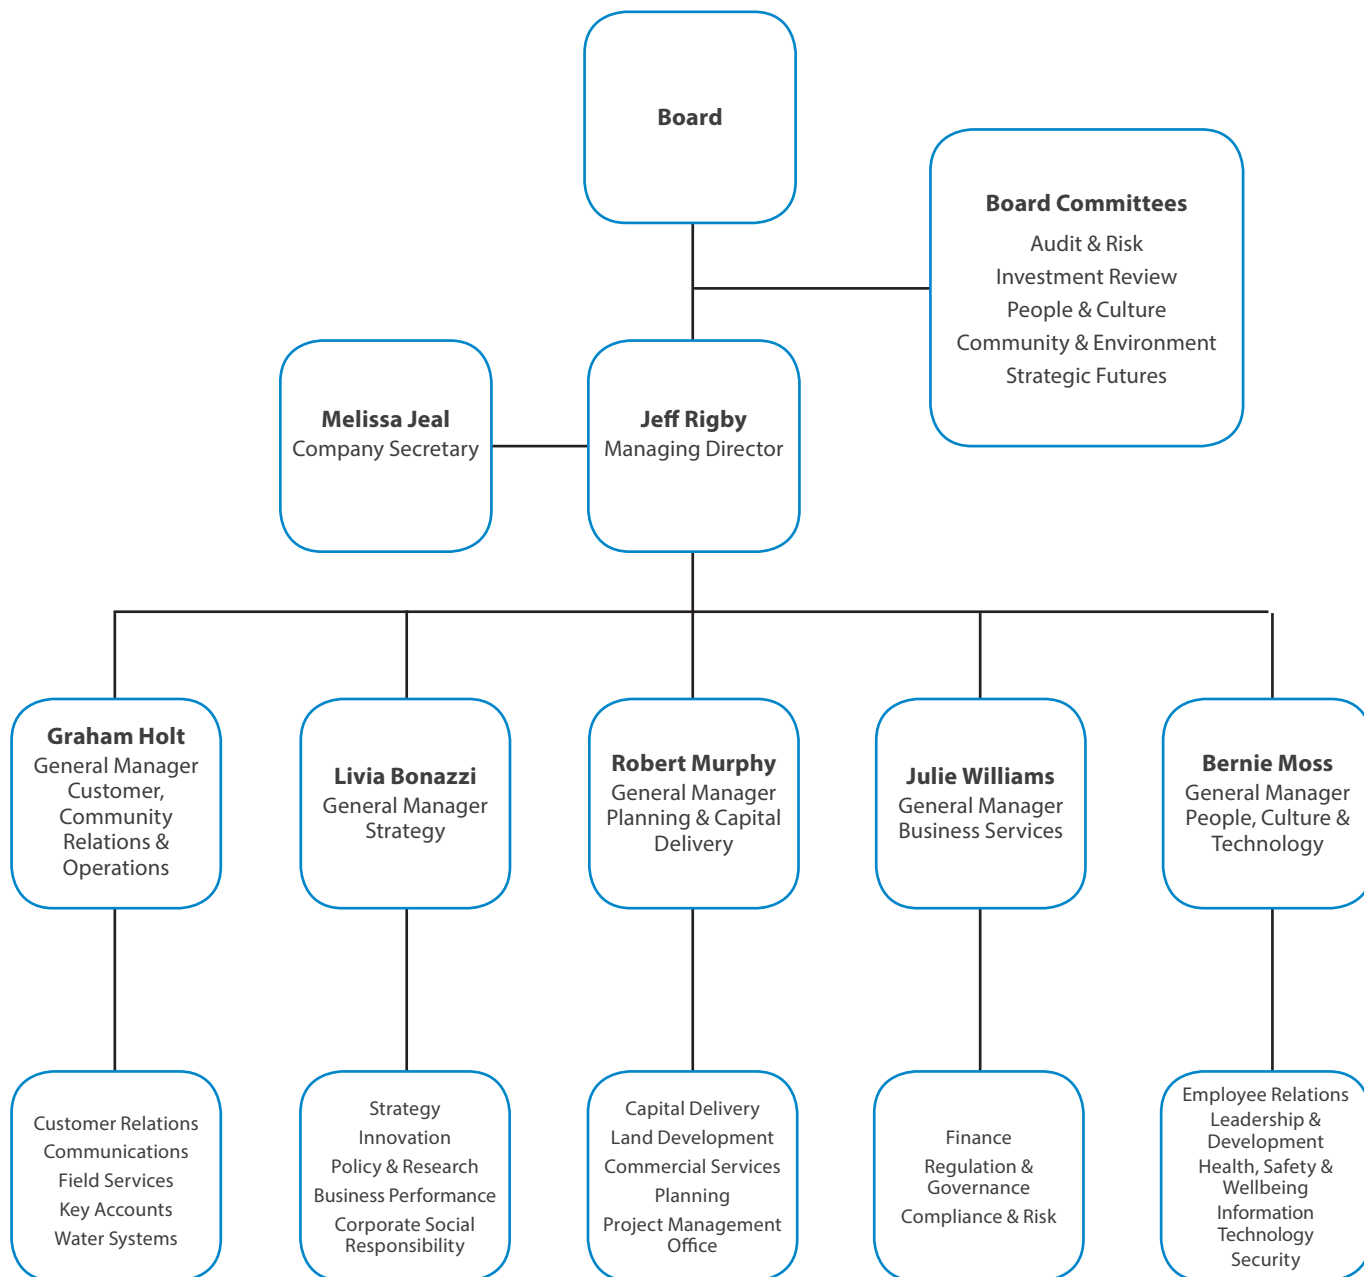 Board
Board Committees
Audit & Risk
Investment Review
People & Culture
Community & Environment
Strategic Futures
Melissa Jeal
Company Secretary
Jeff Rigby
Managing Director
Graham Holt
General Manager
Customer,
Community
Relations &
Operations
Livia Bonazzi
General Manager
Strategy
Robert Murphy
General Manager
Planning & Capital
Delivery
Julie Williams
General Manager
Business Services
Bernie Moss
General Manager
People, Culture &
Technology
Customer Relations
Communications
Field Services
Key Accounts
Water Systems
Strategy
Innovation
Policy & Research
Business Performance
Corporate Social
Responsibility
Capital Delivery
Land Development
Commercial Services
Planning
Project Management
Office
Finance
Regulation &
Governance
Compliance & Risk
Employee Relations
Leadership &
Development
Health, Safety &
Wellbeing
Information
Technology
Security